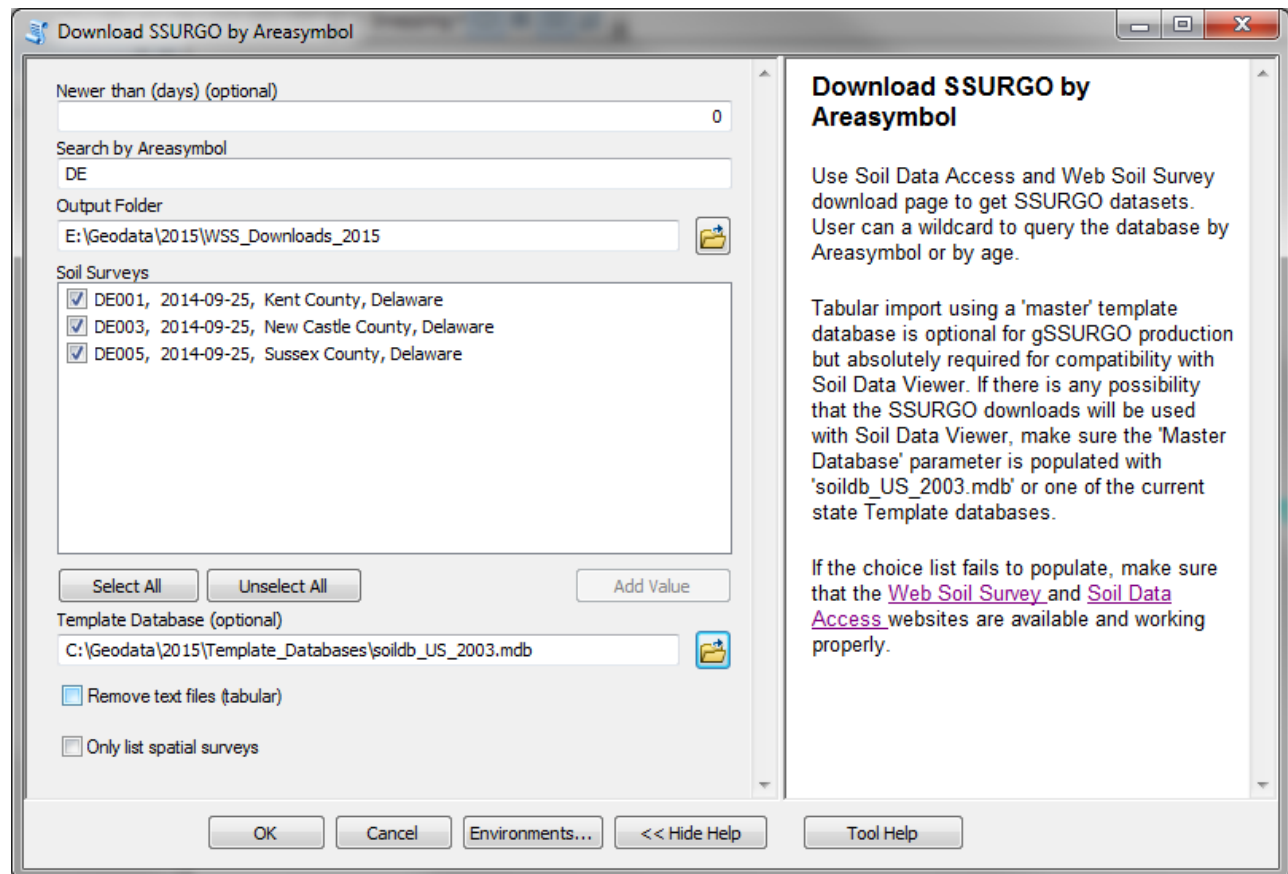 Download SSURGO by Areasymbol
Newer than (days) (optional)
0
Search by Areasymbol
DE
Output Folder
E:\Geodata\2015\WSS_Downloads_2015
Soil Surveys
DE001, 2014-09-25, Kent County, Delaware
DE003, 2014-09-25, New Castle County, Delaware
DE005, 2014-09-25, Sussex County, Delaware
Select All
Unselect All
Add Value
Template Database (optional)
C:\Geodata\2015\Template_Databases\soildb_US_2003.mdb
Remove text files (tabular)
Only list spatial surveys
Download SSURGO by
Areasymbol
Use Soil Data Access and Web Soil Survey
download page to get SSURGO datasets.
User can a wildcard to query the database by
Areasymbol or by age.
Tabular import using a 'master' template
database is optional for gSSURGO production
but absolutely required for compatibility with
Soil Data Viewer. If there is any possibility
that the SSURGO downloads will be used
with Soil Data Viewer, make sure the 'Master
Database' parameter is populated with
'soildb_US_2003.mdb' or one of the current
state Template databases.
If the choice list fails to populate, make sure
that the Web Soil Survey and Soil Data
Access websites are available and working
properly.
OK
Cancel
Environments...
<< Hide Help
Tool Help